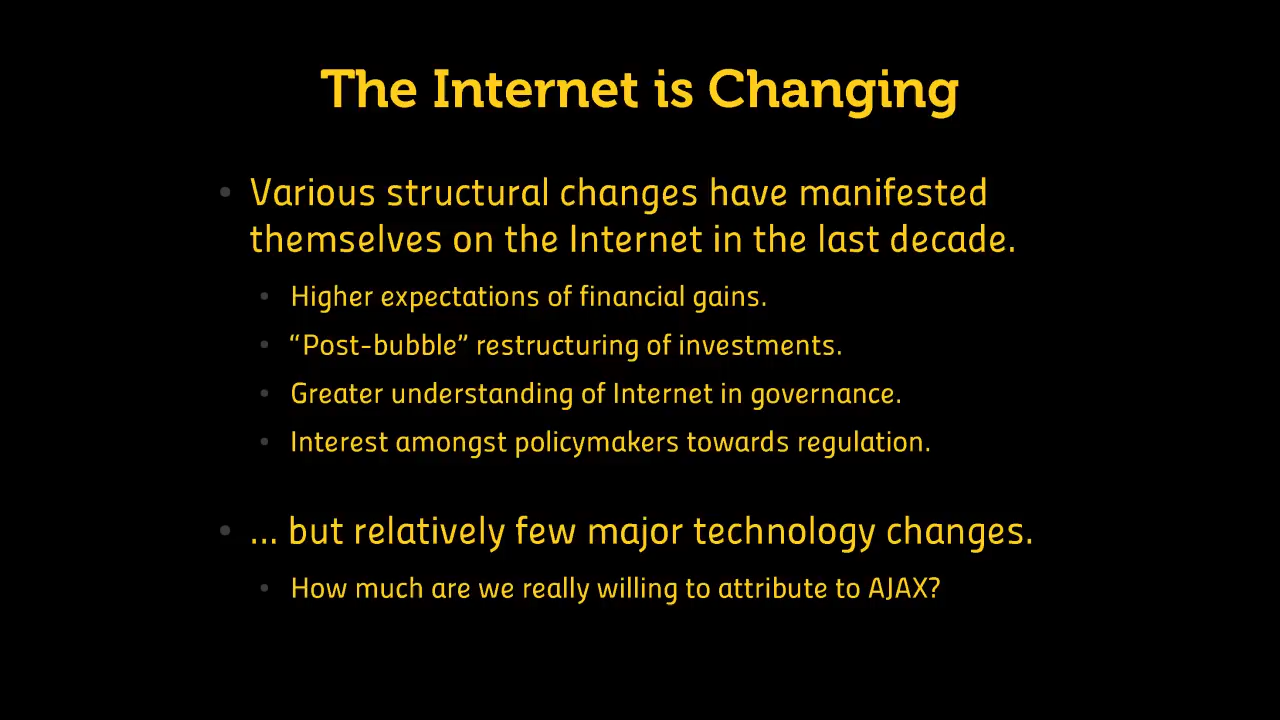 The Internet is Changing
• Various structural changes have manifested
themselves on the Internet in the last decade.
• Higher expectations of financial gains.
• “Post-bubble” restructuring of investments.
• Greater understanding of Internet in governance.
• Interest amongst policymakers towards regulation.
• ... but relatively few major technology changes.
• How much are we really willing to attribute to AJAX?